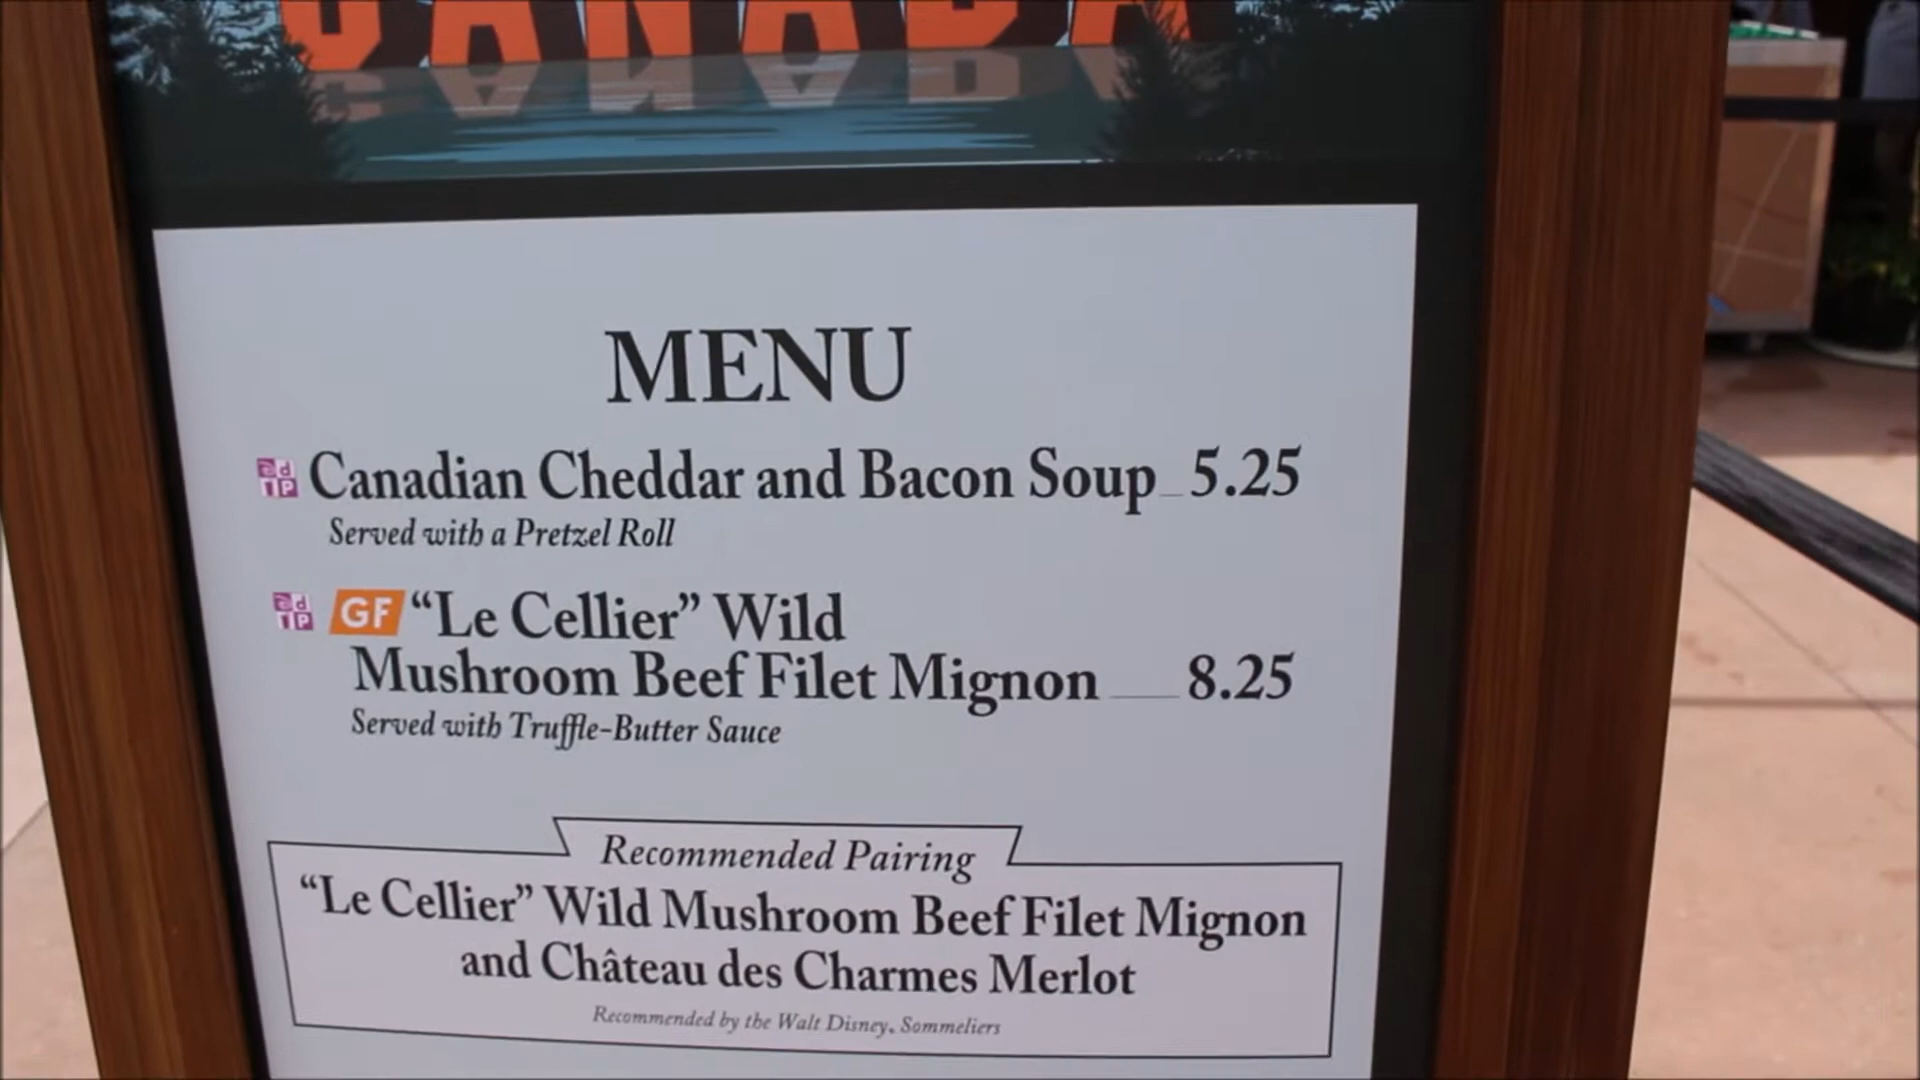 CANADA
MENU
Canadian Cheddar and Bacon Soup 5.25
Served with a Pretzel Roll
GF “Le Cellier” Wild
Mushroom Beef Filet Mignon 8.25
Served with Truffle-Butter Sauce
Recommended Pairing
“Le Cellier” Wild Mushroom Beef Filet Mignon
and Château des Charmes Merlot
Recommended by the Walt Disney® Sommeliers